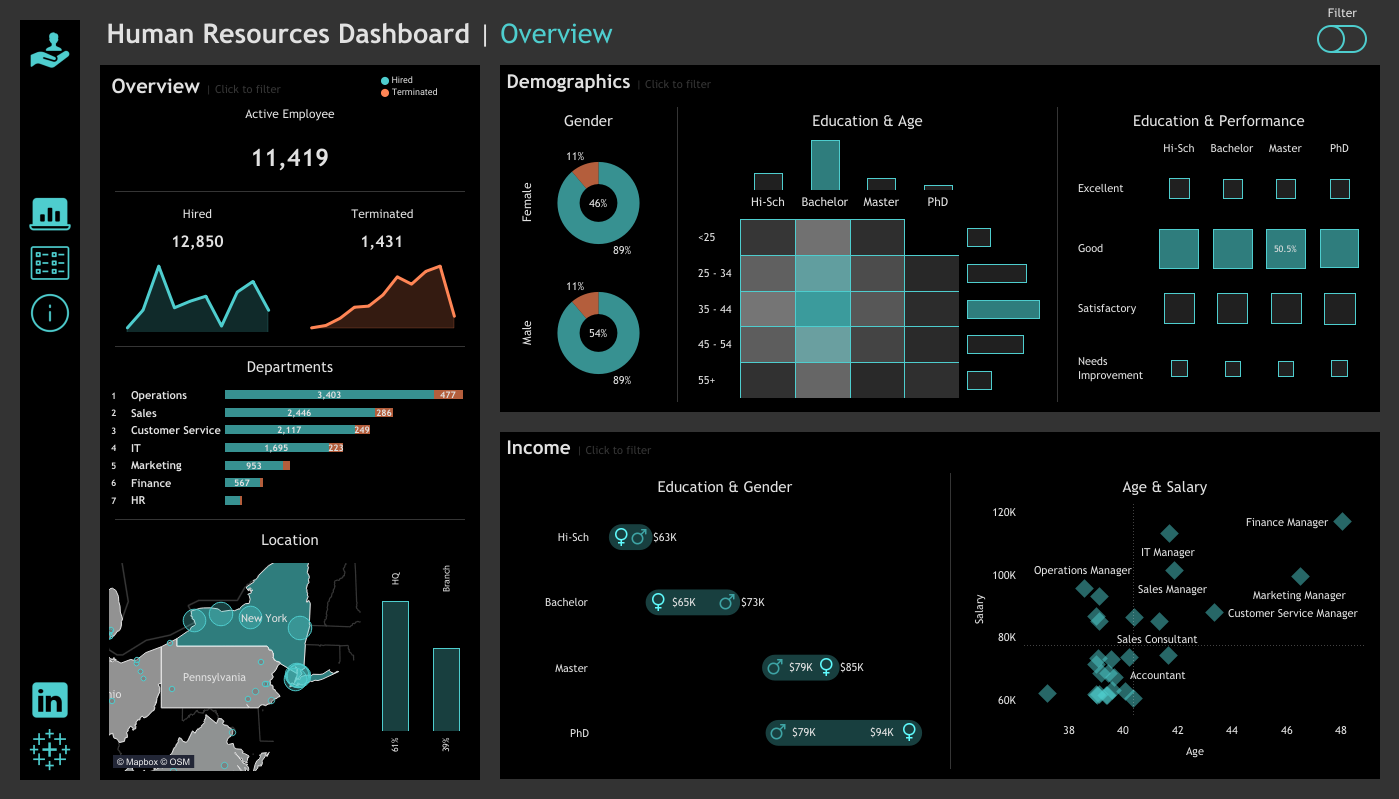 Human Resources Dashboard | Overview
Filter
Overview | Click to filter
Hired
Terminated
Active Employee
11,419
Hired
Terminated
12,850
1,431
Departments
1 Operations 3,403 477
2 Sales 2,446 286
3 Customer Service 2,117 249
4 IT 1,695 223
5 Marketing 953
6 Finance 567
7 HR
Location
New York
Pennsylvania
nio
© Mapbox © OSM
HQ
Branch
61%
39%
in
Demographics | Click to filter
Gender
Female
11%
46%
89%
Male
11%
54%
89%
Education & Age
Hi-Sch Bachelor Master PhD
<25
25 - 34
35 - 44
45 - 54
55+
Education & Performance
Hi-Sch Bachelor Master PhD
Excellent
Good 50.5%
Satisfactory
Needs
Improvement
Income | Click to filter
Education & Gender
Hi-Sch $63K
Bachelor $65K $73K
Master $79K $85K
PhD $79K $94K
Age & Salary
Salary
120K
100K
80K
60K
Finance Manager
IT Manager
Operations Manager
Sales Manager
Marketing Manager
Customer Service Manager
Sales Consultant
Accountant
38 40 42 44 46 48
Age